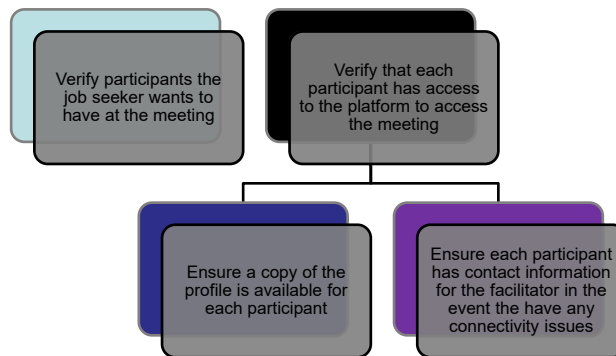 Verify participants the
job seeker wants to
have at the meeting
Verify that each
participant has access
to the platform to access
the meeting
Ensure a copy of the
profile is available for
each participant
Ensure each participant
has contact information
for the facilitator in the
event the have any
connectivity issues